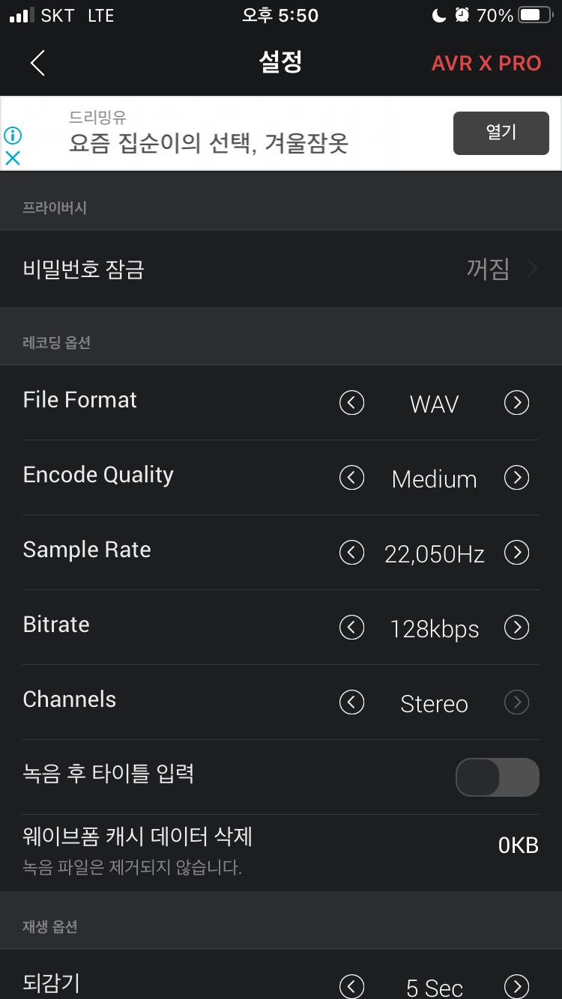 SKT LTE 오후 5:50 70%
설정 AVR X PRO
드리밍유
요즘 집순이의 선택, 겨울잠옷 열기
프라이버시
비밀번호 잠금 꺼짐
레코딩 옵션
File Format WAV
Encode Quality Medium
Sample Rate 22,050Hz
Bitrate 128kbps
Channels Stereo
녹음 후 타이틀 입력
웨이브폼 캐시 데이터 삭제 0KB
녹음 파일은 제거되지 않습니다.
재생 옵션
되감기 5 Sec